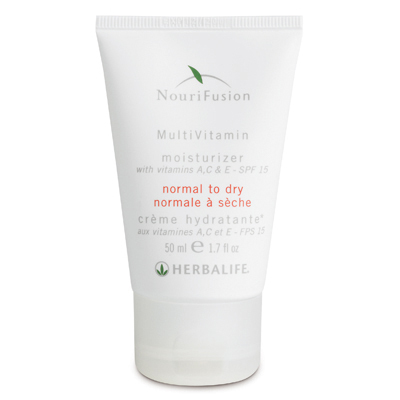 NouriFusion
MultiVitamin
moisturizer
with vitamins A,C & E - SPF 15
normal to dry
normale à sèche
crème hydratante*
aux vitamines A,C et E - FPS 15
50 ml e 1.7 fl oz
HERBALIFE.